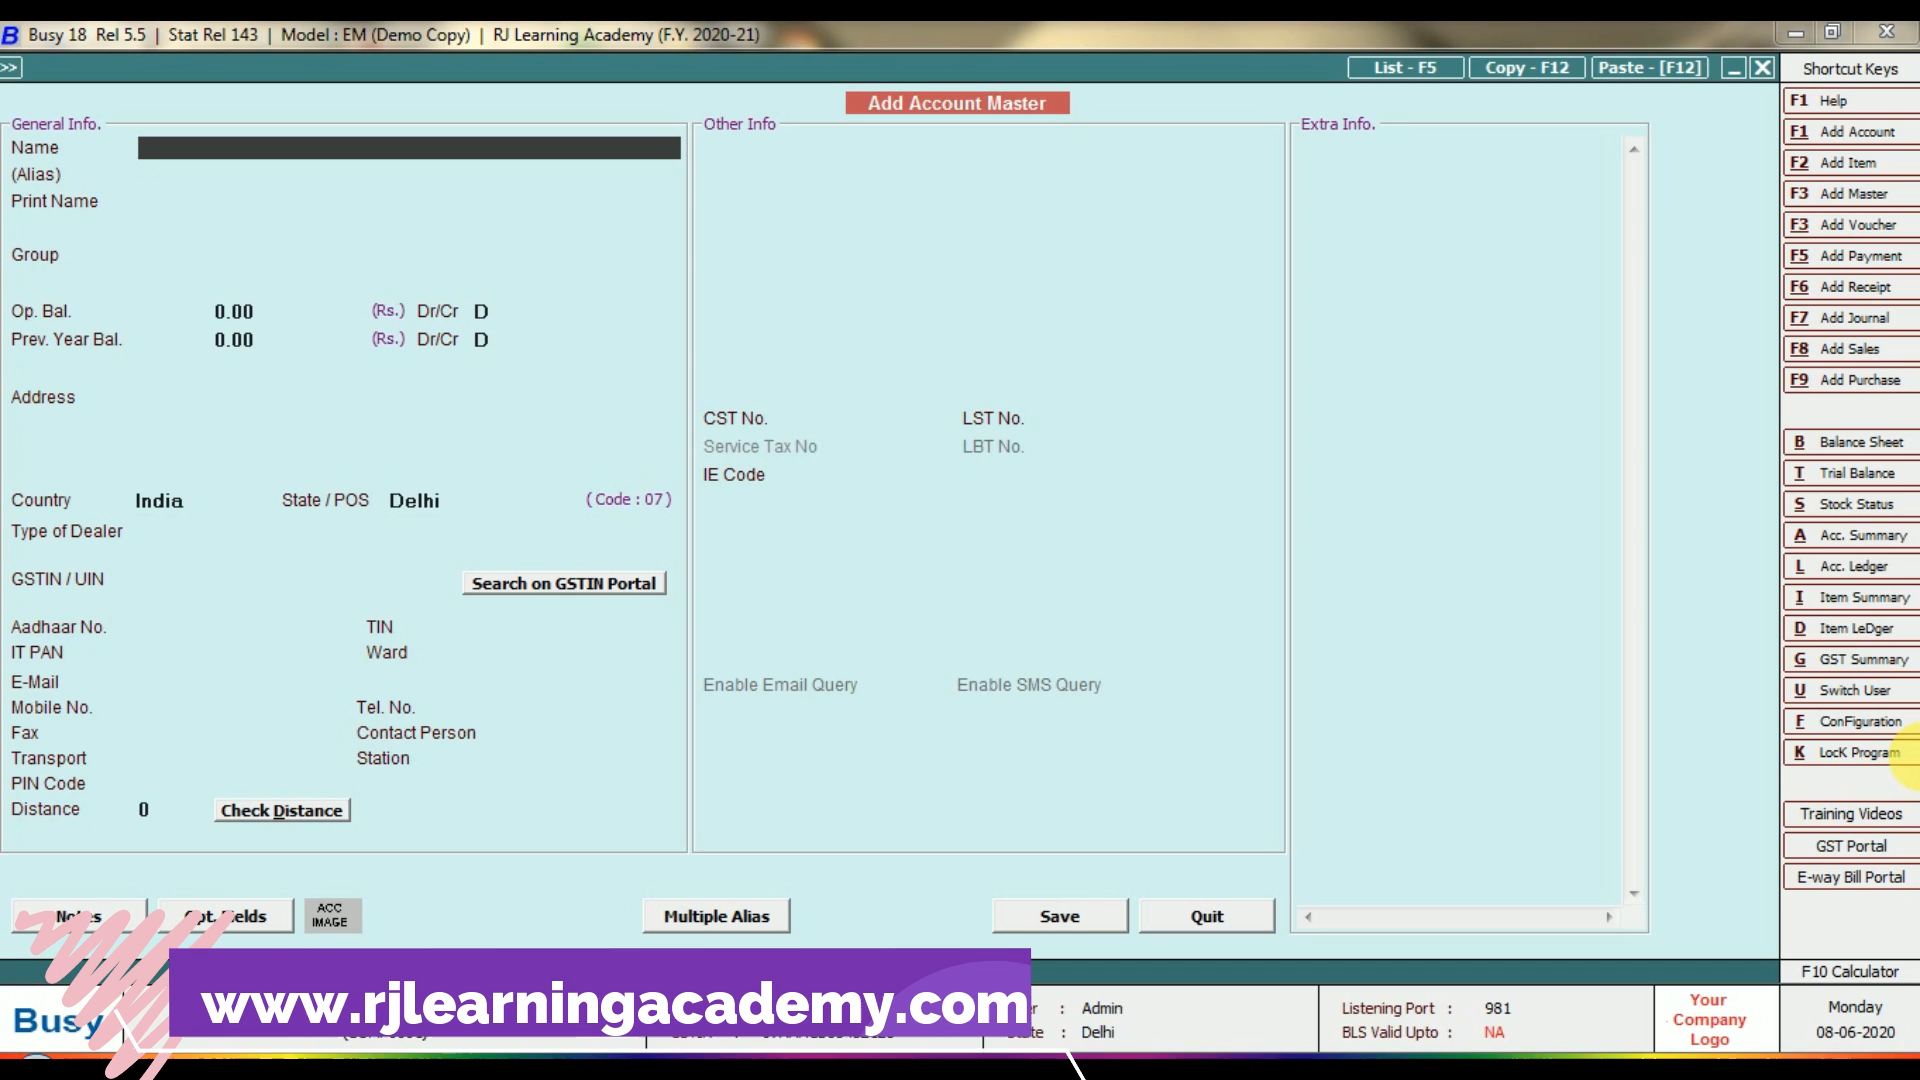 B Busy 18 Rel 5.5 | Stat Rel 143 | Model : EM (Demo Copy) | RJ Learning Academy (F.Y. 2020-21)
>> List - F5 Copy - F12 Paste - [F12] Shortcut Keys
Add Account Master
General Info. Other Info Extra Info.
Name
(Alias)
Print Name
Group
Op. Bal. 0.00 (Rs.) Dr/Cr D
Prev. Year Bal. 0.00 (Rs.) Dr/Cr D
Address
Country India State / POS Delhi ( Code : 07 )
Type of Dealer
GSTIN / UIN Search on GSTIN Portal
Aadhaar No. TIN
IT PAN Ward
E-Mail
Mobile No. Tel. No.
Fax Contact Person
Transport Station
PIN Code
Distance 0 Check Distance
CST No. LST No.
Service Tax No LBT No.
IE Code
Enable Email Query Enable SMS Query
Notes Opt. Fields ACC IMAGE Multiple Alias Save Quit
F1 Help
F1 Add Account
F2 Add Item
F3 Add Master
F3 Add Voucher
F5 Add Payment
F6 Add Receipt
F7 Add Journal
F8 Add Sales
F9 Add Purchase
B Balance Sheet
T Trial Balance
S Stock Status
A Acc. Summary
L Acc. Ledger
I Item Summary
D Item LeDger
G GST Summary
U Switch User
F ConFiguration
K LocK Program
Training Videos
GST Portal
E-way Bill Portal
F10 Calculator
Busy
www.rjlearningacademy.com
: Admin
: Delhi
Listening Port : 981
BLS Valid Upto : NA
Your
Company
Logo
Monday
08-06-2020